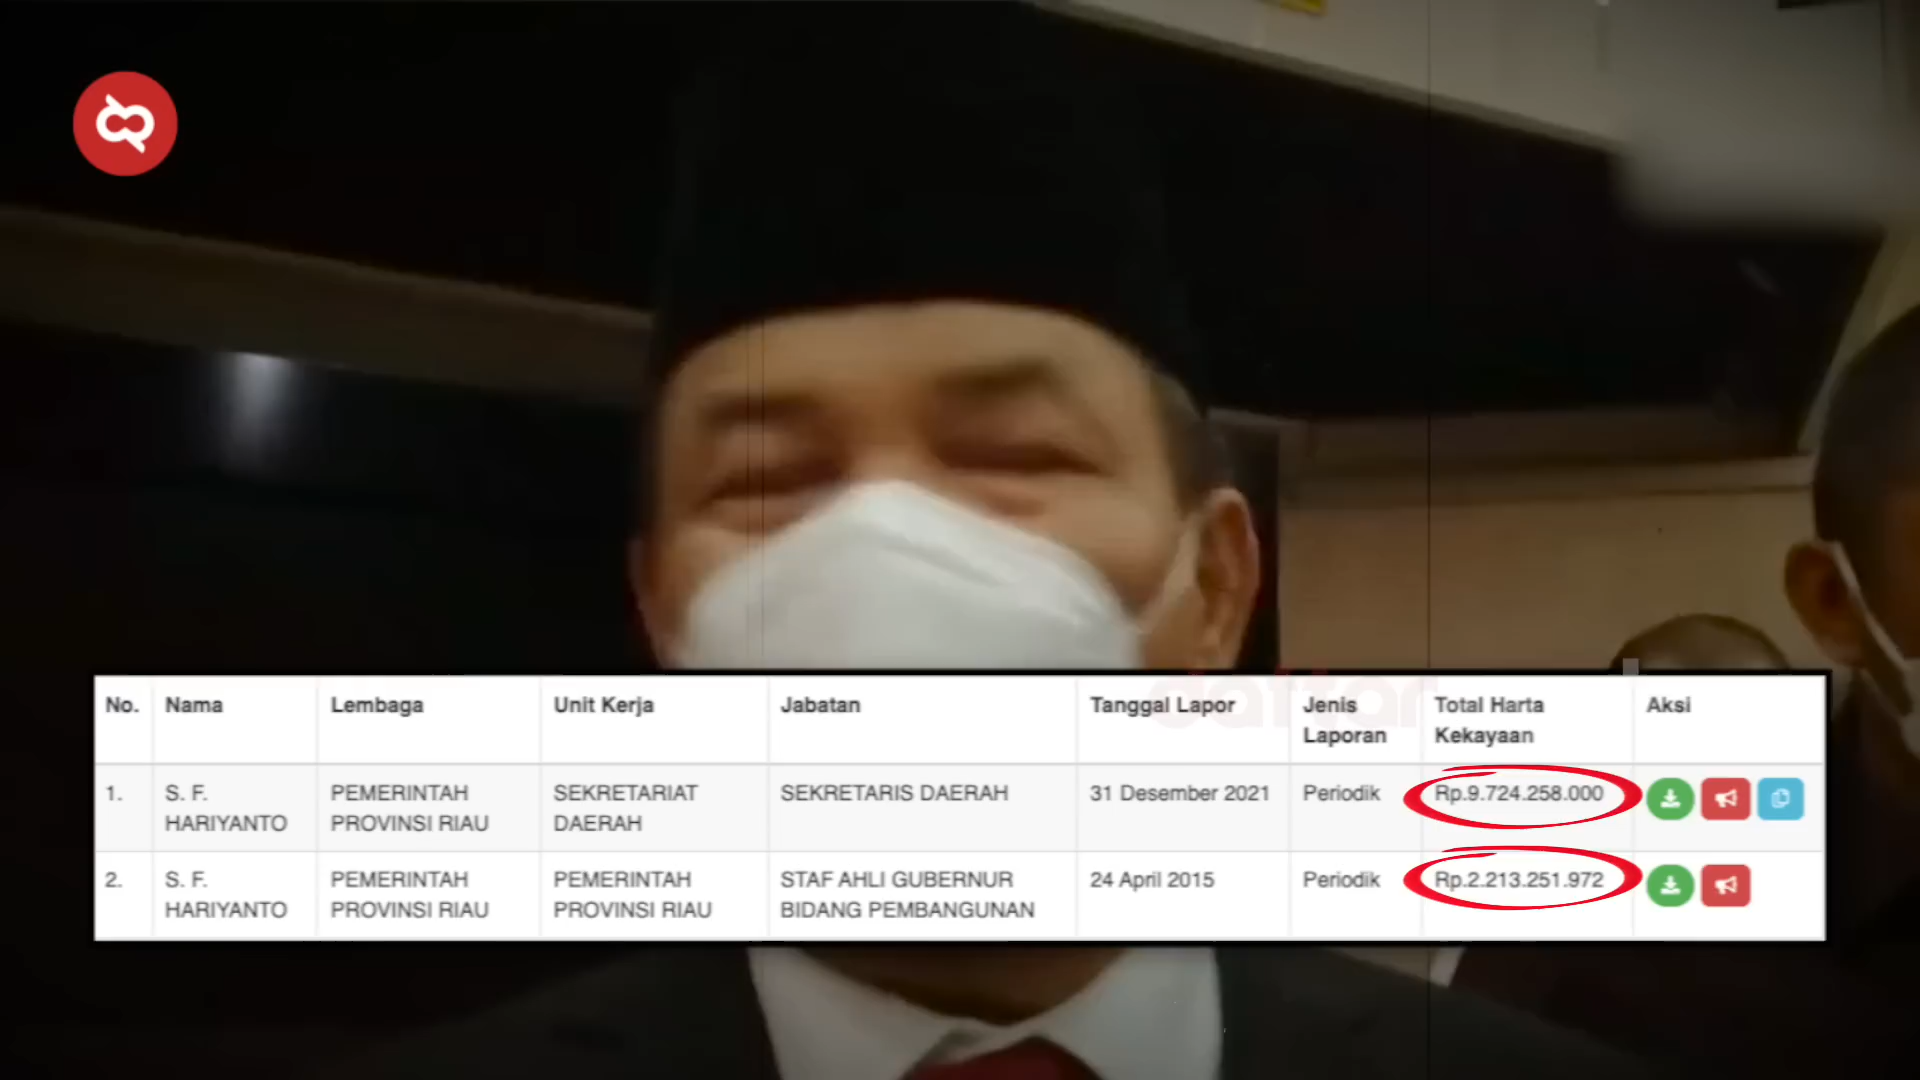 daftar
No. Nama Lembaga Unit Kerja Jabatan Tanggal Lapor Jenis Total Harta Aksi
Laporan Kekayaan
1. S. F. PEMERINTAH SEKRETARIAT SEKRETARIS DAERAH 31 Desember 2021 Periodik Rp.9.724.258.000
HARIYANTO PROVINSI RIAU DAERAH
2. S. F. PEMERINTAH PEMERINTAH STAF AHLI GUBERNUR 24 April 2015 Periodik Rp.2.213.251.972
HARIYANTO PROVINSI RIAU PROVINSI RIAU BIDANG PEMBANGUNAN